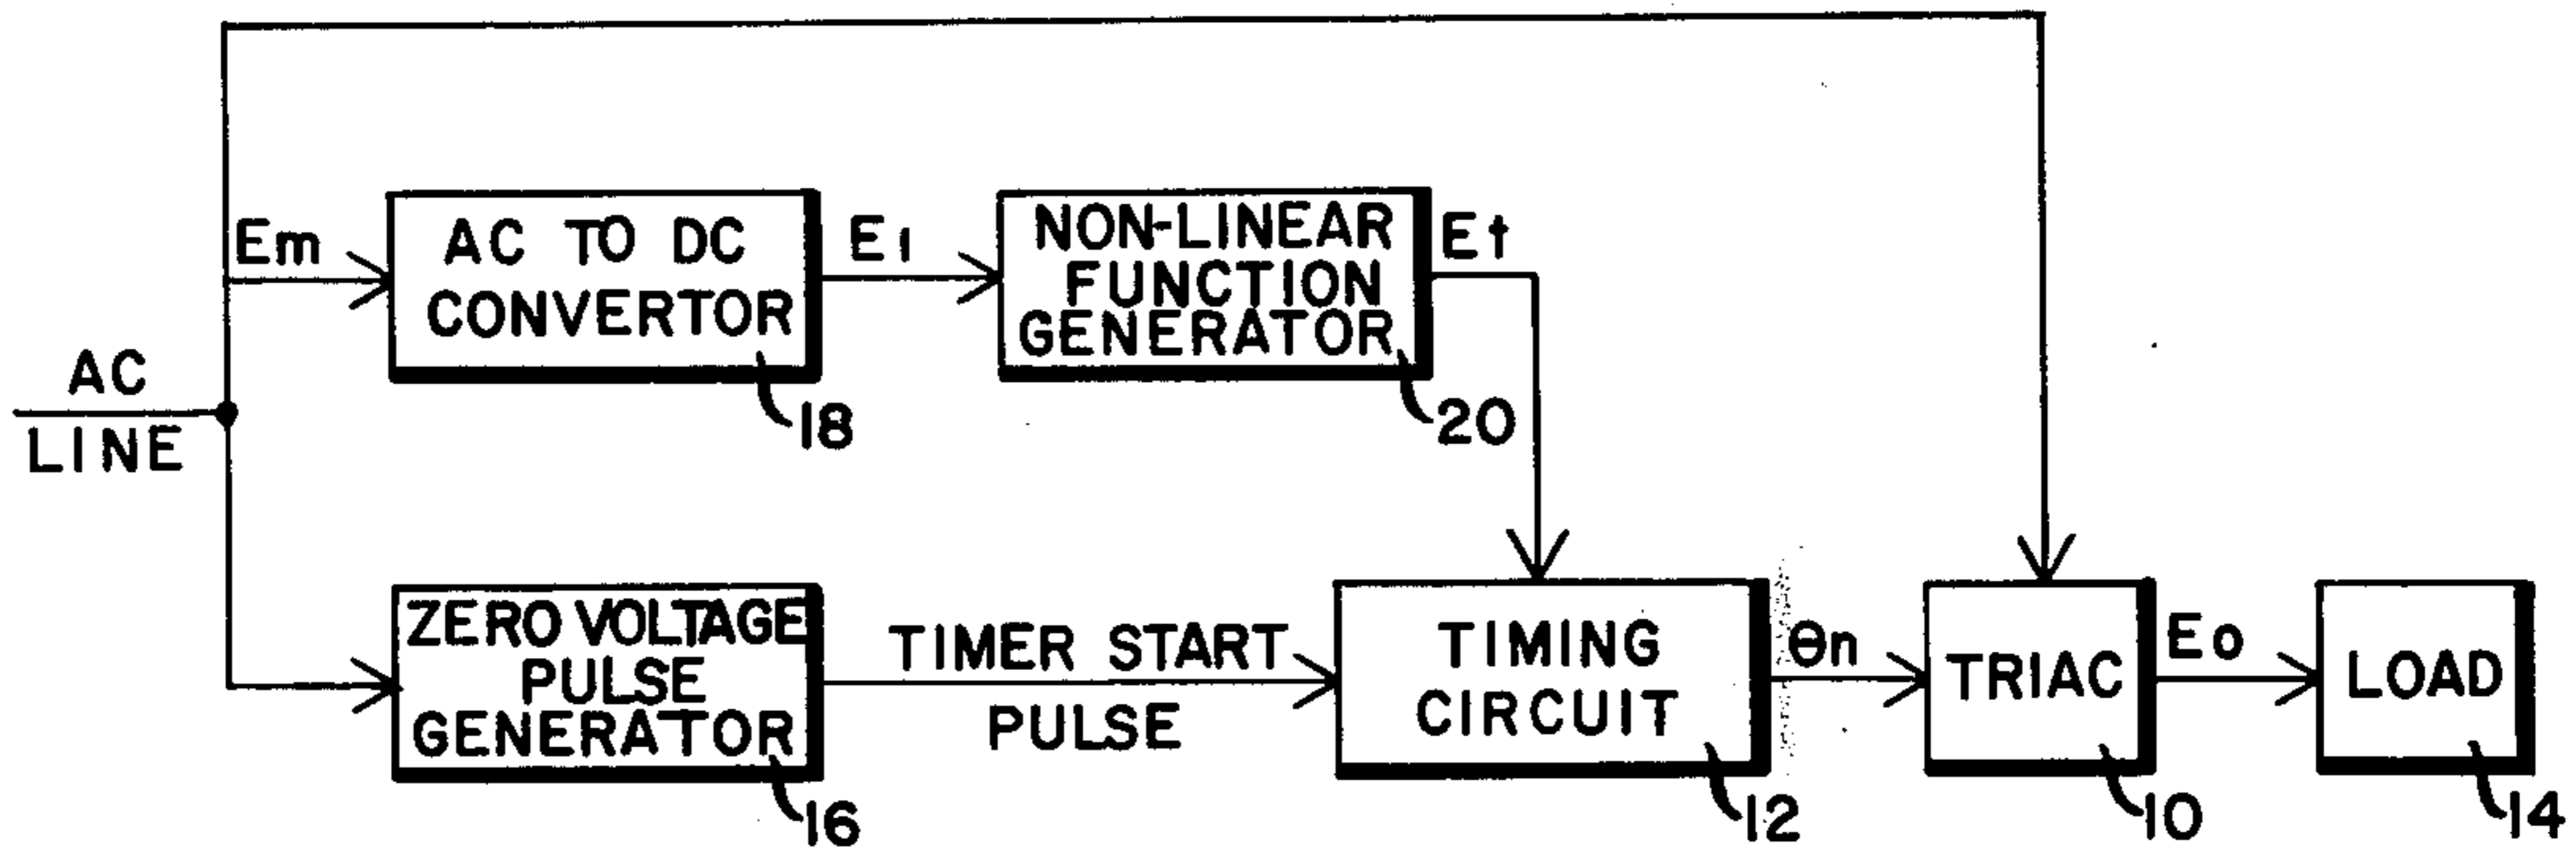 AC
LINE
Em
AC TO DC
CONVERTOR
18
E1
NON-LINEAR
FUNCTION
GENERATOR
20
Et
ZERO VOLTAGE
PULSE
GENERATOR
16
TIMER START
PULSE
TIMING
CIRCUIT
12
θn
TRIAC
10
Eo
LOAD
14